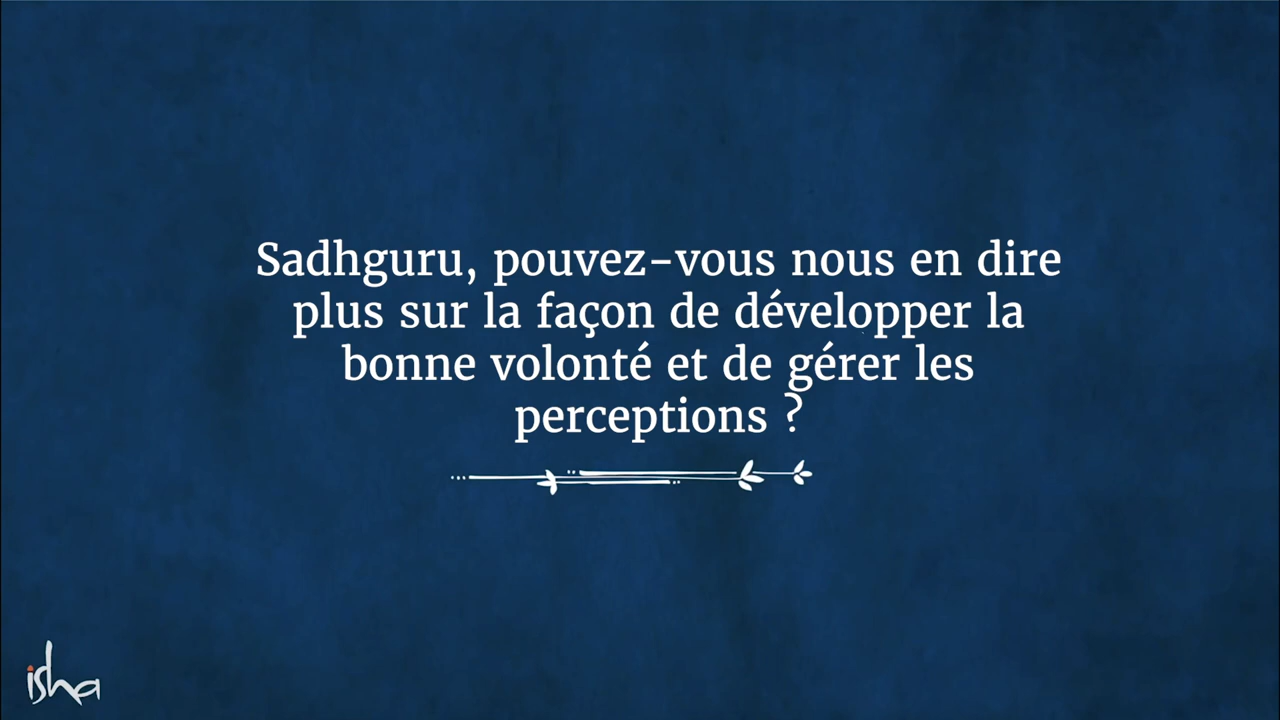 Sadhguru, pouvez-vous nous en dire
plus sur la façon de développer la
bonne volonté et de gérer les
perceptions ?
isha